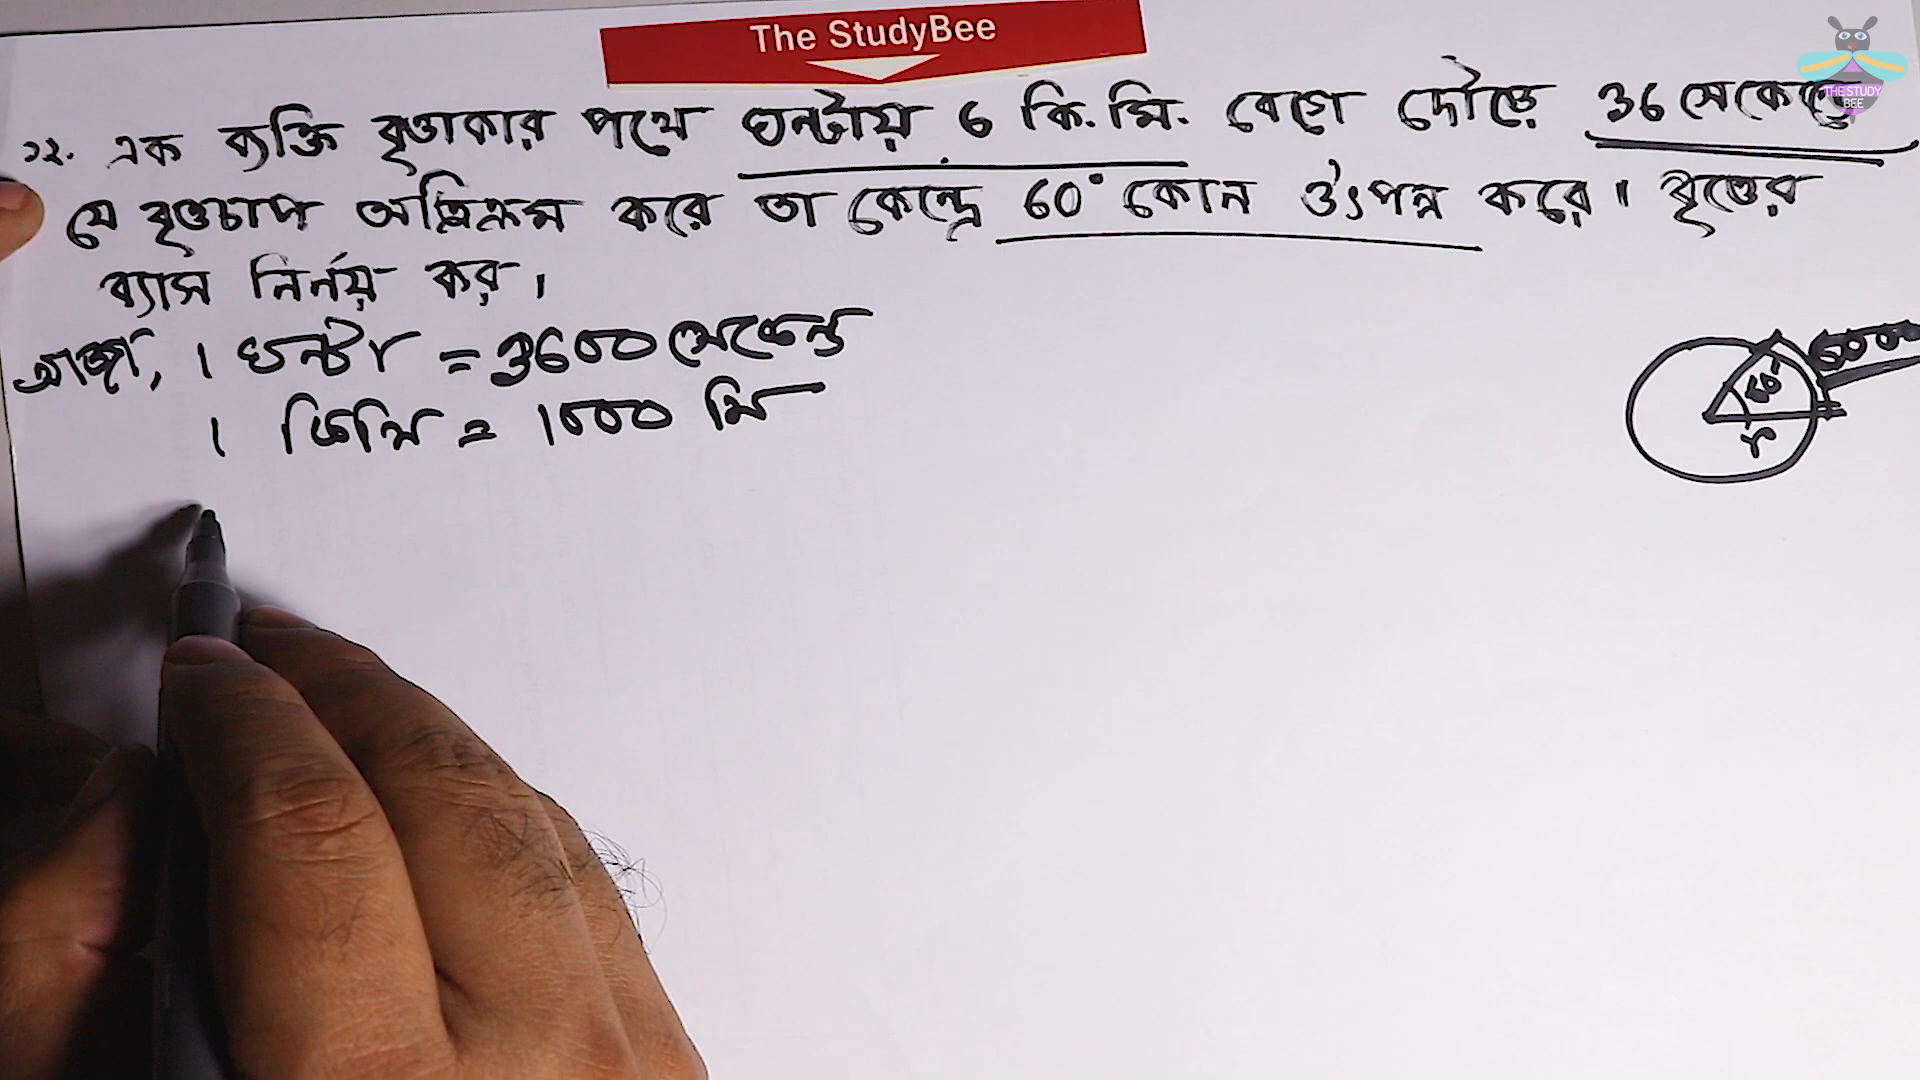 The StudyBee
THE STUDY
BEE
১২. এক ব্যক্তি বৃত্তাকার পথে ঘন্টায় 6 কি.মি. বেগে দৌড়ে 36 সেকেন্ডে
যে বৃত্তচাপ অতিক্রম করে তা কেন্দ্রে 60° কোন উৎপন্ন করে। বৃত্তের
ব্যাস নির্নয় কর।
আমরা, 1 ঘন্টা = 3600 সেকেন্ড
1 কিমি = 1000 মি
60°
r